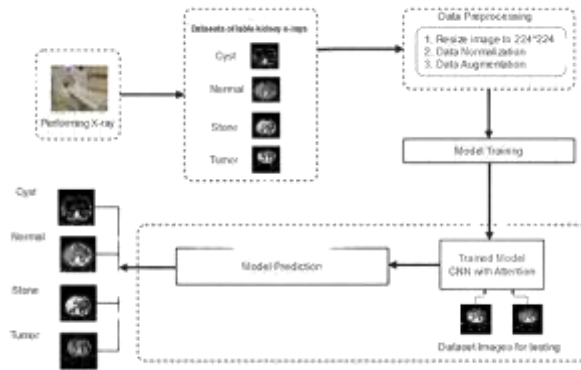 Performing X-ray
Datasets of lable kidney x-rays
Cyst
Normal
Stone
Tumor
Data Preprocessing
1. Resize image to 224*224
2. Data Normalization
3. Data Augmentation
Model Training
Trained Model
CNN with Attention
Dataset Images for testing
Model Prediction
Cyst
Normal
Stone
Tumor